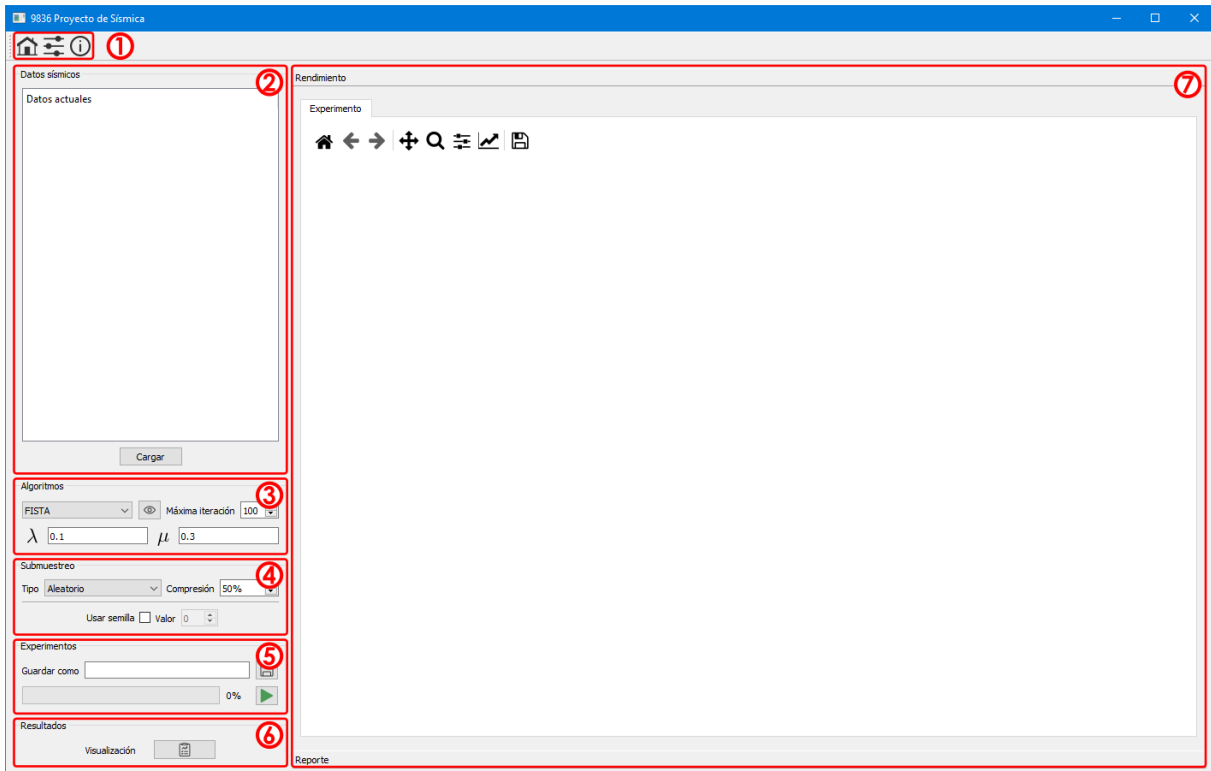 9836 Proyecto de Sísmica
1
Datos sísmicos
2
Datos actuales
Cargar
Algoritmos
3
FISTA
Máxima iteración
100
λ
0.1
μ
0.3
Submuestreo
4
Tipo
Aleatorio
Compresión
50%
Usar semilla
Valor
0
Experimentos
5
Guardar como
0%
Resultados
6
Visualización
Rendimiento
7
Experimento
Reporte